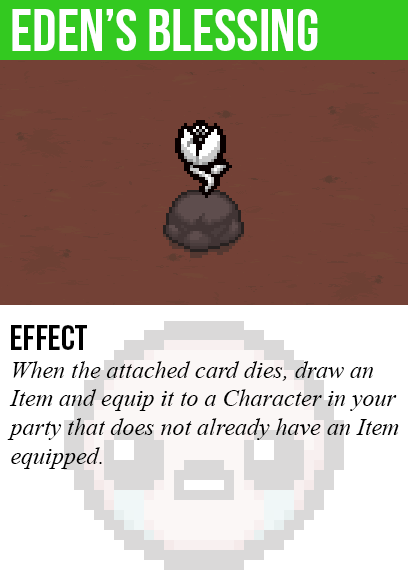 EDEN'S BLESSING
EFFECT
When the attached card dies, draw an
Item and equip it to a Character in your
party that does not already have an Item
equipped.